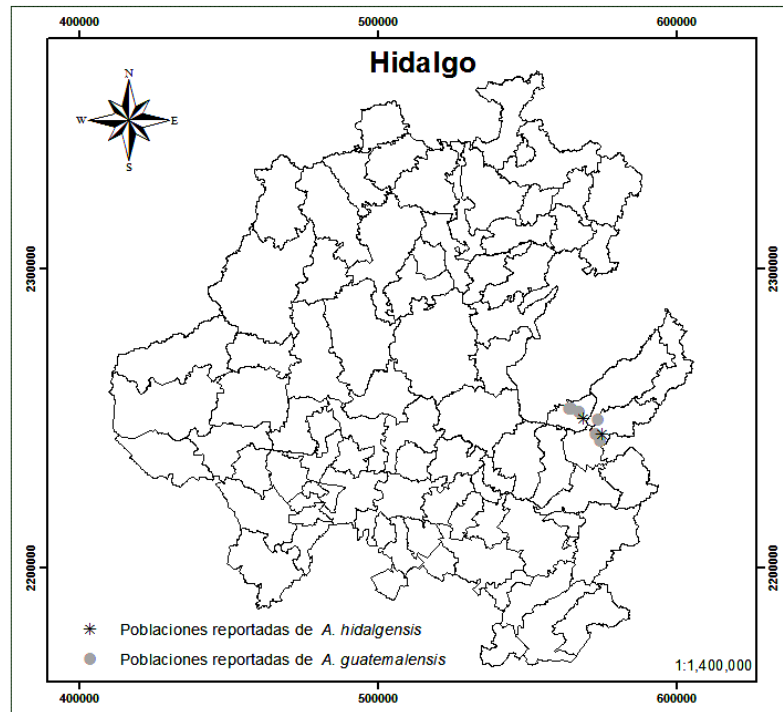 400000 500000 600000
Hidalgo
N
W E
S
2300000 2300000
2200000 2200000
Poblaciones reportadas de A. hidalgensis
Poblaciones reportadas de A. guatemalensis
1:1,400,000
400000 500000 600000